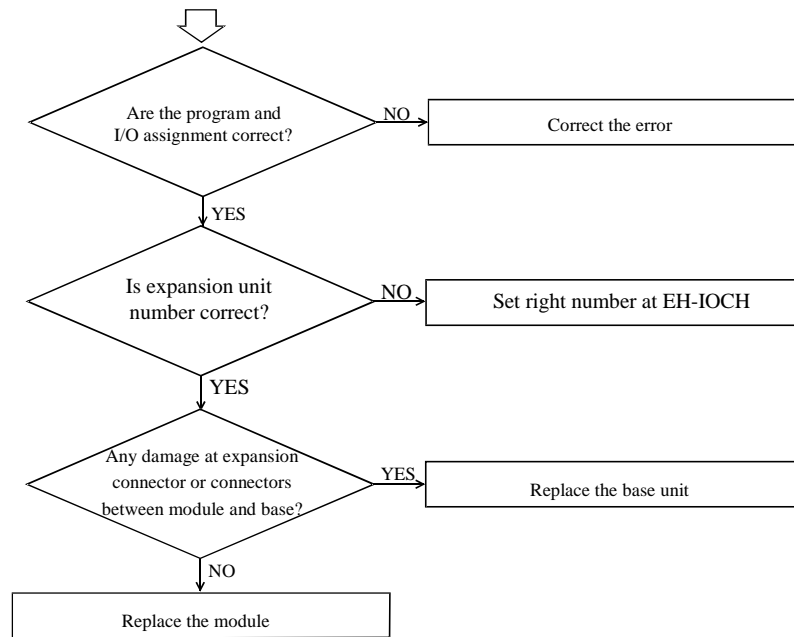 Are the program and
I/O assignment correct?
NO
Correct the error
YES
Is expansion unit
number correct?
NO
Set right number at EH-IOCH
YES
Any damage at expansion
connector or connectors
between module and base?
YES
Replace the base unit
NO
Replace the module